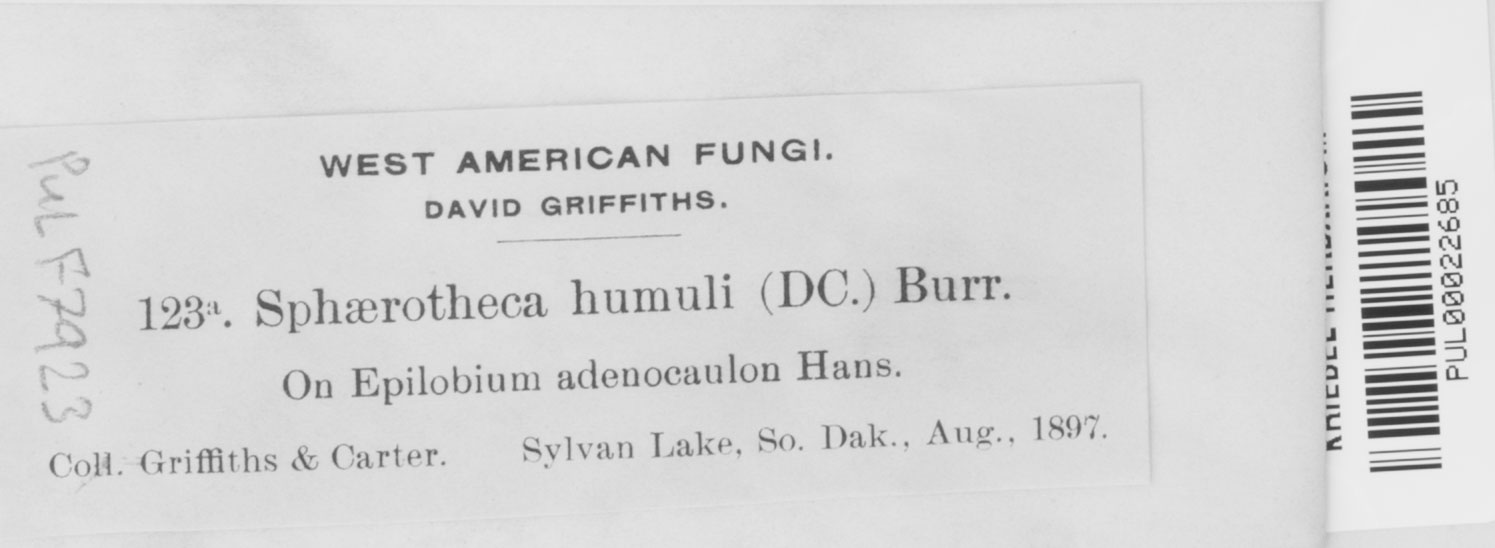 WEST AMERICAN FUNGI.
DAVID GRIFFITHS.
123a. Sphærotheca humuli (DC.) Burr.
On Epilobium adenocaulon Hans.
Coll. Griffiths & Carter. Sylvan Lake, So. Dak., Aug., 1897.
PUL F7923
PUL00022685